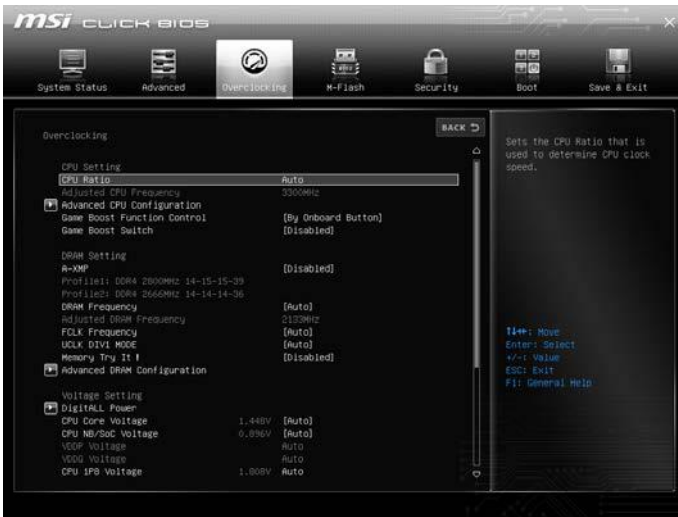 msi CLICK BIOS
System Status Advanced Overclocking M-Flash Security Boot Save & Exit
BACK
Overclocking
Sets the CPU Ratio that is
used to determine CPU clock
speed.
CPU Setting
CPU Ratio Auto
Adjusted CPU Frequency 3300MHz
Advanced CPU Configuration
Game Boost Function Control [By Onboard Button]
Game Boost Switch [Disabled]
DRAM Setting
A-XMP [Disabled]
Profile1: DDR4 2800MHz 14-15-15-39
Profile2: DDR4 2666MHz 14-14-14-36
DRAM Frequency [Auto]
Adjusted DRAM Frequency 2133MHz
FCLK Frequency [Auto]
UCLK DIV1 MODE [Auto]
Memory Try It ! [Disabled]
Advanced DRAM Configuration
Voltage Setting
DigitALL Power
CPU Core Voltage 1.448V [Auto]
CPU NB/SoC Voltage 0.896V [Auto]
VDDP Voltage Auto
VDDG Voltage Auto
CPU 1P8 Voltage 1.808V Auto
↑↓→←: Move
Enter: Select
+/-: Value
ESC: Exit
F1: General Help